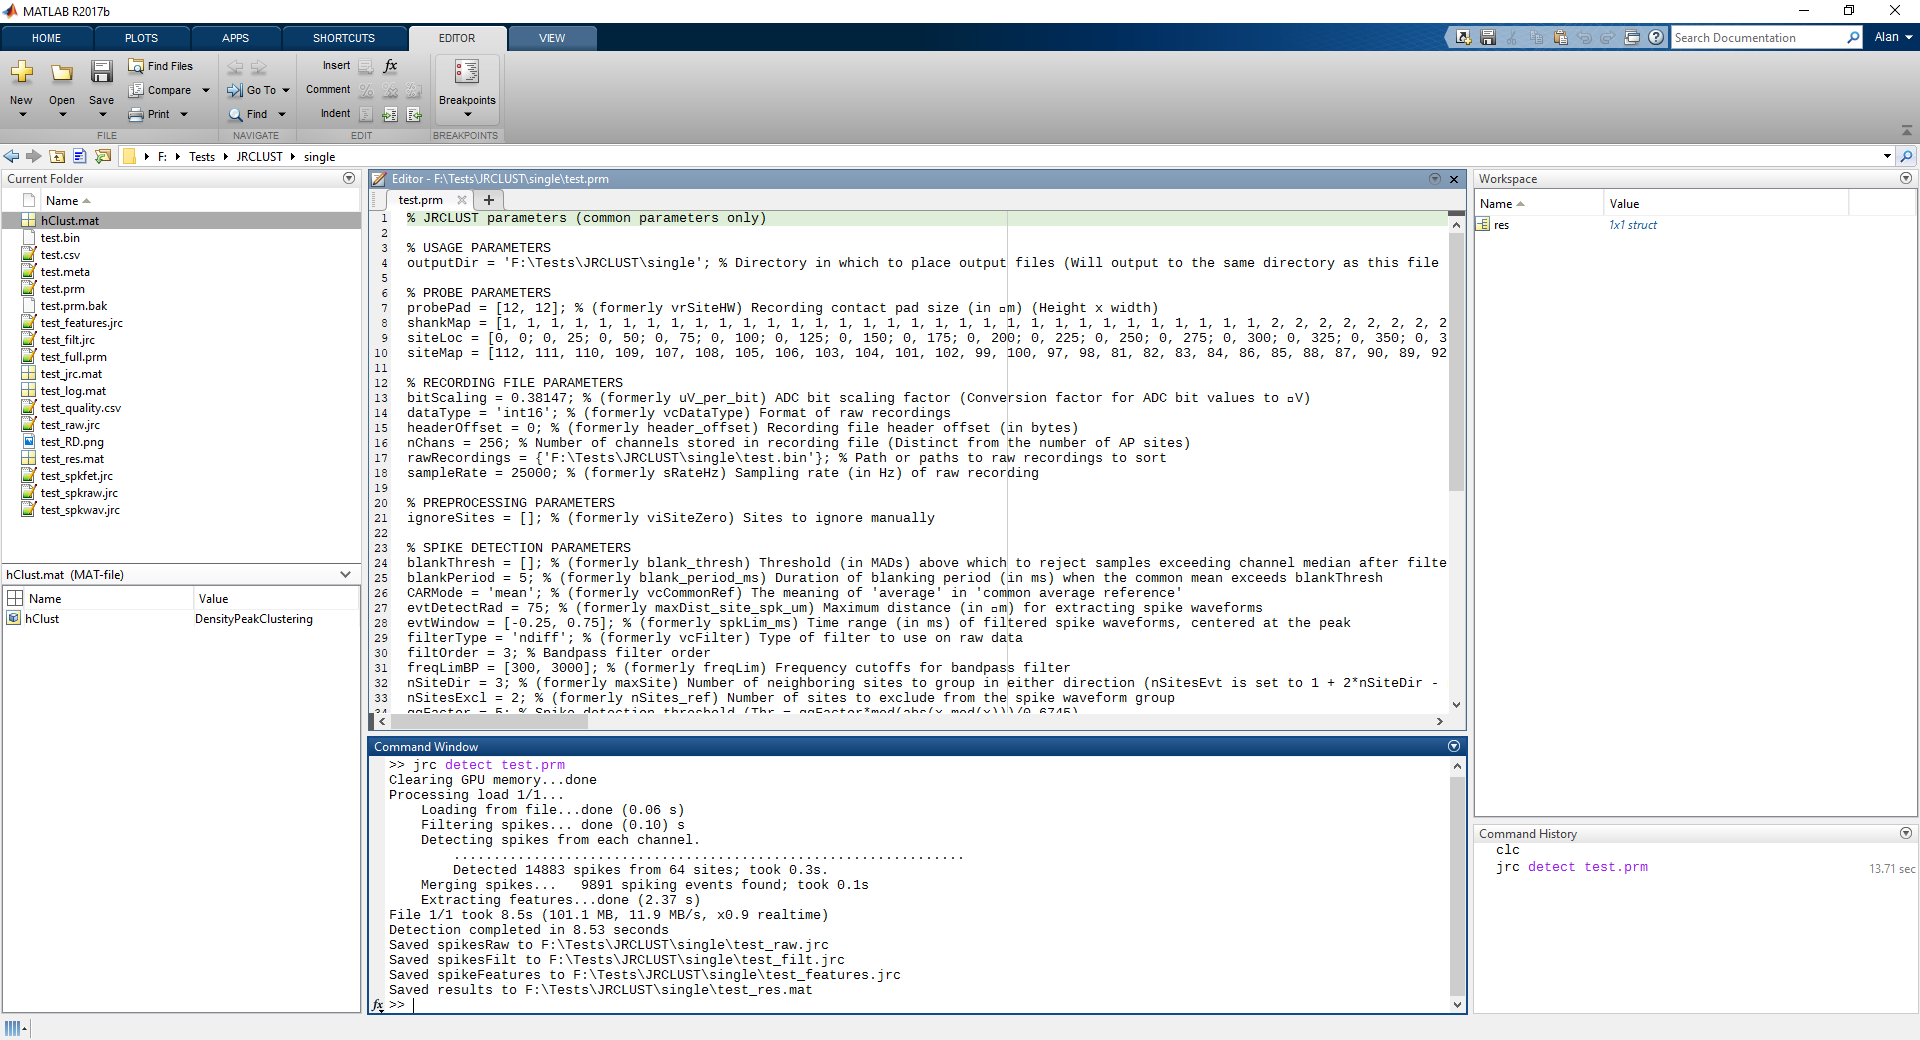 MATLAB R2017b
HOME PLOTS APPS SHORTCUTS EDITOR VIEW
Search Documentation
Alan
New
Open
Save
Find Files
Compare
Print
FILE
Go To
Find
NAVIGATE
Insert fx
Comment
Indent
EDIT
Breakpoints
BREAKPOINTS
F: Tests JRCLUST single
Current Folder
Name
hClust.mat
test.bin
test.csv
test.meta
test.prm
test.prm.bak
test_features.jrc
test_filt.jrc
test_full.prm
test_jrc.mat
test_log.mat
test_quality.csv
test_raw.jrc
test_RD.png
test_res.mat
test_spkfet.jrc
test_spkraw.jrc
test_spkwav.jrc
hClust.mat (MAT-file)
Name Value
hClust DensityPeakClustering
Editor - F:\Tests\JRCLUST\single\test.prm
test.prm
1 % JRCLUST parameters (common parameters only)
2
3 % USAGE PARAMETERS
4 outputDir = 'F:\Tests\JRCLUST\single'; % Directory in which to place output files (Will output to the same directory as this file
5
6 % PROBE PARAMETERS
7 probePad = [12, 12]; % (formerly vrSiteHW) Recording contact pad size (in □m) (Height x width)
8 shankMap = [1, 1, 1, 1, 1, 1, 1, 1, 1, 1, 1, 1, 1, 1, 1, 1, 1, 1, 1, 1, 1, 1, 1, 1, 1, 1, 1, 1, 1, 1, 1, 1, 2, 2, 2, 2, 2, 2, 2, 2
9 siteLoc = [0, 0; 0, 25; 0, 50; 0, 75; 0, 100; 0, 125; 0, 150; 0, 175; 0, 200; 0, 225; 0, 250; 0, 275; 0, 300; 0, 325; 0, 350; 0, 3
10 siteMap = [112, 111, 110, 109, 107, 108, 105, 106, 103, 104, 101, 102, 99, 100, 97, 98, 81, 82, 83, 84, 86, 85, 88, 87, 90, 89, 92
11
12 % RECORDING FILE PARAMETERS
13 bitScaling = 0.38147; % (formerly uV_per_bit) ADC bit scaling factor (Conversion factor for ADC bit values to □V)
14 dataType = 'int16'; % (formerly vcDataType) Format of raw recordings
15 headerOffset = 0; % (formerly header_offset) Recording file header offset (in bytes)
16 nChans = 256; % Number of channels stored in recording file (Distinct from the number of AP sites)
17 rawRecordings = {'F:\Tests\JRCLUST\single\test.bin'}; % Path or paths to raw recordings to sort
18 sampleRate = 25000; % (formerly sRateHz) Sampling rate (in Hz) of raw recording
19
20 % PREPROCESSING PARAMETERS
21 ignoreSites = []; % (formerly viSiteZero) Sites to ignore manually
22
23 % SPIKE DETECTION PARAMETERS
24 blankThresh = []; % (formerly blank_thresh) Threshold (in MADs) above which to reject samples exceeding channel median after filte
25 blankPeriod = 5; % (formerly blank_period_ms) Duration of blanking period (in ms) when the common mean exceeds blankThresh
26 CARMode = 'mean'; % (formerly vcCommonRef) The meaning of 'average' in 'common average reference'
27 evtDetectRad = 75; % (formerly maxDist_site_spk_um) Maximum distance (in □m) for extracting spike waveforms
28 evtWindow = [-0.25, 0.75]; % (formerly spkLim_ms) Time range (in ms) of filtered spike waveforms, centered at the peak
29 filterType = 'ndiff'; % (formerly vcFilter) Type of filter to use on raw data
30 filtOrder = 3; % Bandpass filter order
31 freqLimBP = [300, 3000]; % (formerly freqLim) Frequency cutoffs for bandpass filter
32 nSiteDir = 3; % (formerly maxSite) Number of neighboring sites to group in either direction (nSitesEvt is set to 1 + 2*nSiteDir -
33 nSitesExcl = 2; % (formerly nSites_ref) Number of sites to exclude from the spike waveform group
34 qqFactor = 5; % Spike detection threshold (Thr = qqFactor*med(abs(x-med(x)))/0.6745)
Command Window
>> jrc detect test.prm
Clearing GPU memory...done
Processing load 1/1...
Loading from file...done (0.06 s)
Filtering spikes... done (0.10) s
Detecting spikes from each channel.
................................................................
Detected 14883 spikes from 64 sites; took 0.3s.
Merging spikes... 9891 spiking events found; took 0.1s
Extracting features...done (2.37 s)
File 1/1 took 8.5s (101.1 MB, 11.9 MB/s, x0.9 realtime)
Detection completed in 8.53 seconds
Saved spikesRaw to F:\Tests\JRCLUST\single\test_raw.jrc
Saved spikesFilt to F:\Tests\JRCLUST\single\test_filt.jrc
Saved spikeFeatures to F:\Tests\JRCLUST\single\test_features.jrc
Saved results to F:\Tests\JRCLUST\single\test_res.mat
fx >>
Workspace
Name Value
res 1x1 struct
Command History
clc
jrc detect test.prm 13.71 sec